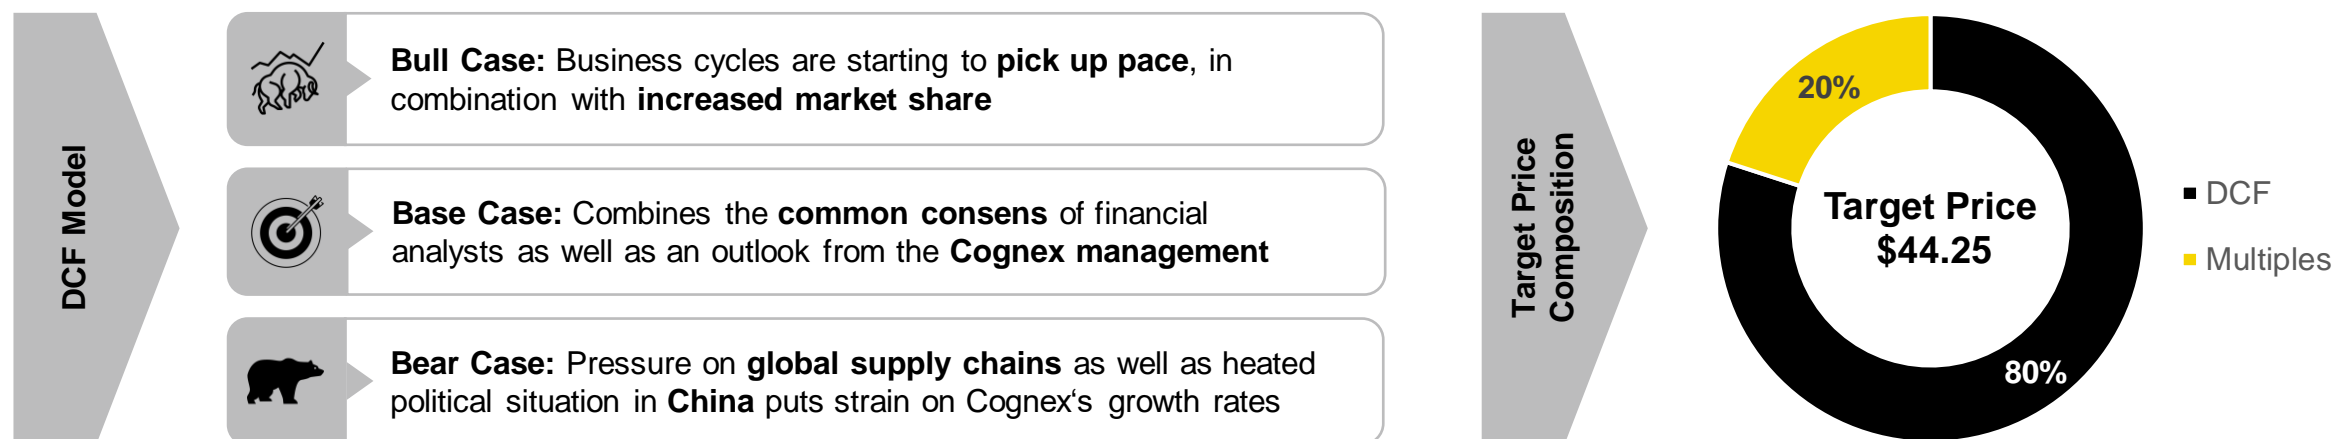 DCF Model
Bull Case: Business cycles are starting to pick up pace, in
combination with increased market share
Base Case: Combines the common consens of financial
analysts as well as an outlook from the Cognex management
Bear Case: Pressure on global supply chains as well as heated
political situation in China puts strain on Cognex‘s growth rates
Target Price
Composition
20%
Target Price
$44.25
80%
DCF
Multiples